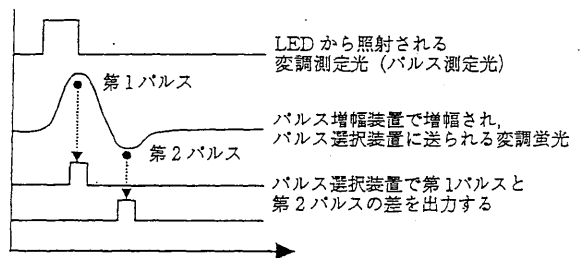 LEDから照射される
変調測定光（パルス測定光）
第1パルス
パルス増幅装置で増幅され，
パルス選択装置に送られる変調蛍光
第2パルス
パルス選択装置で第1パルスと
第2パルスの差を出力する